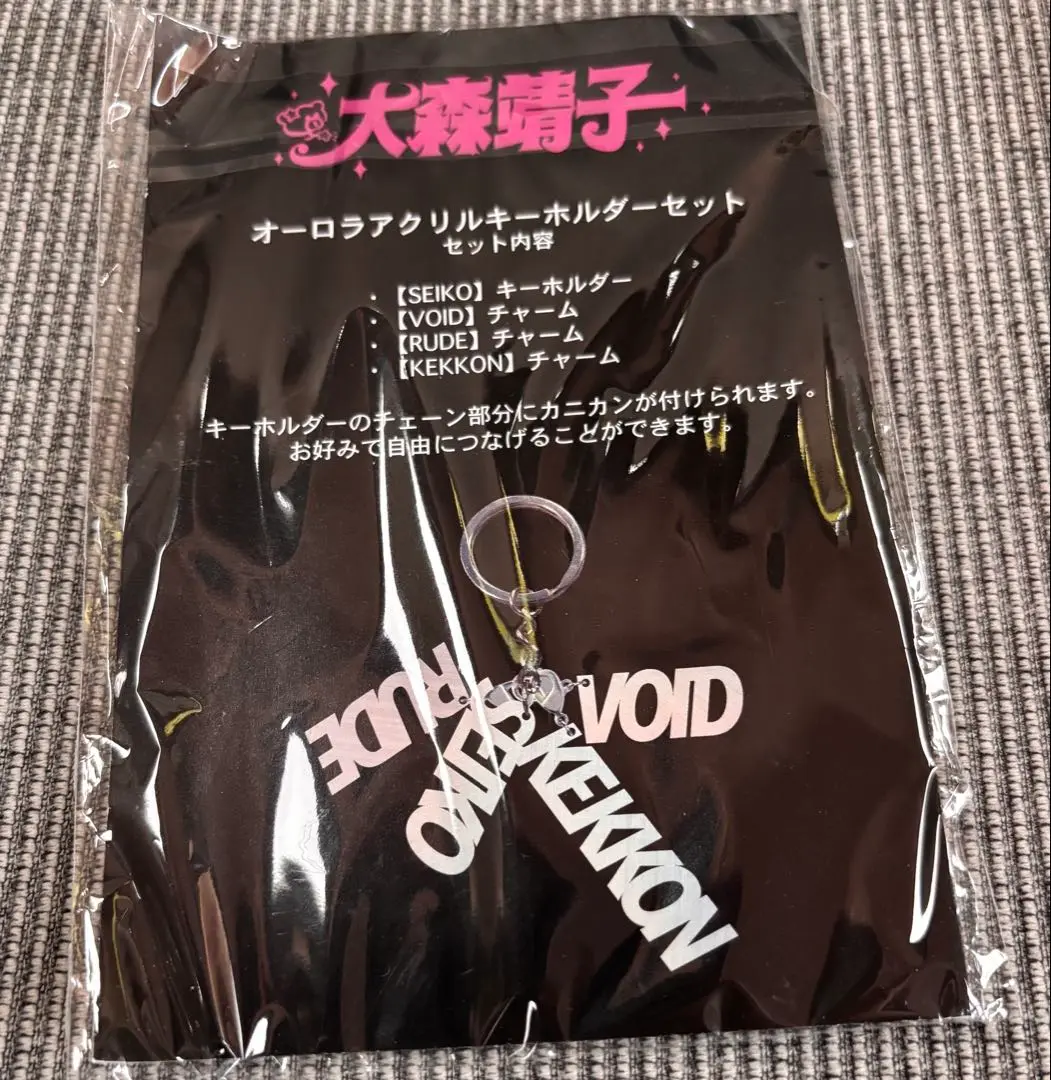 大森靖子
オーロラアクリルキーホルダーセット
セット内容
・【SEIKO】キーホルダー
・【VOID】チャーム
・【RUDE】チャーム
・【KEKKON】チャーム
キーホルダーのチェーン部分にカニカンが付けられます。
お好みで自由につなげることができます。
RUDE
SEIKO
KEKKON
VOID